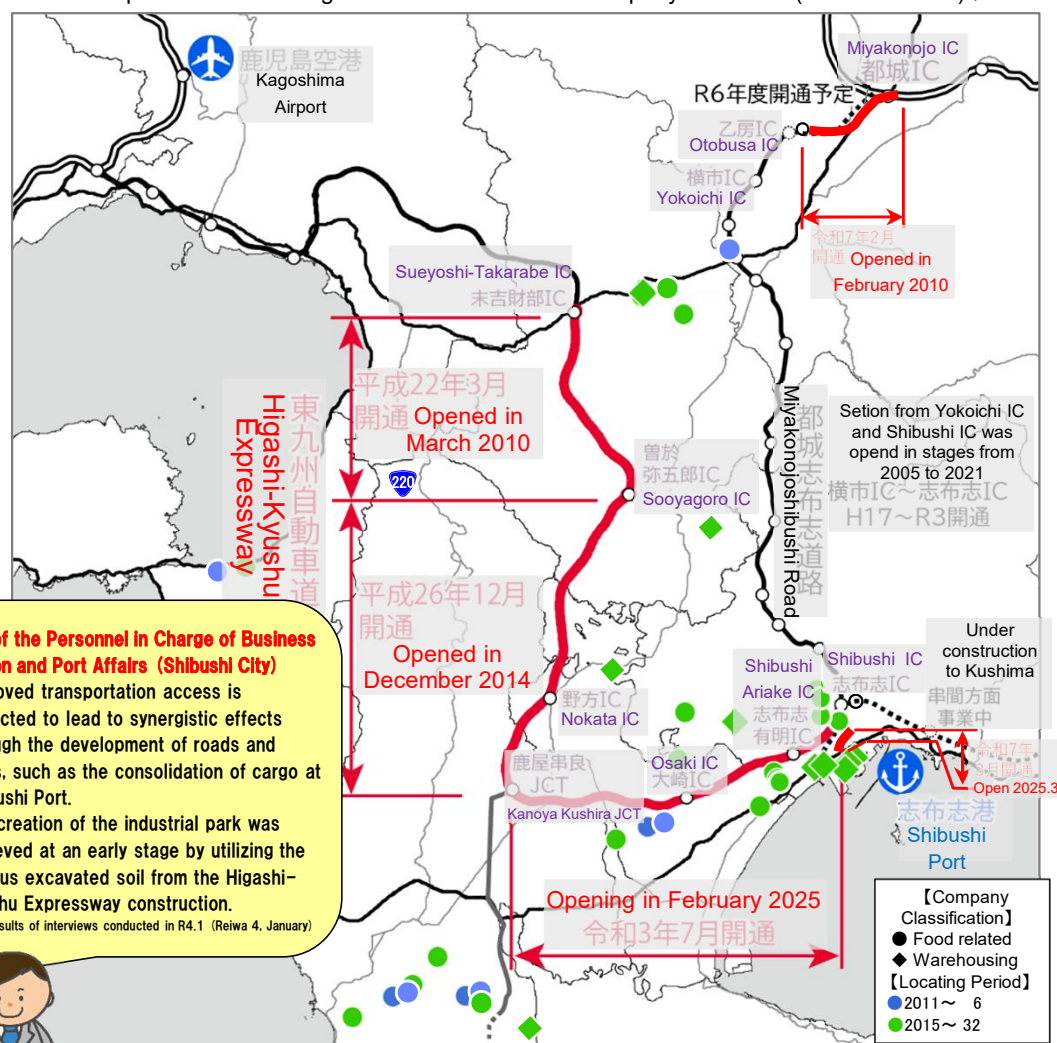 鹿児島空港
Kagoshima
Airport
Miyakonojo IC
都城IC
R6年度開通予定
乙房IC
Otobusa IC
横市IC
Yokoichi IC
令和7年2月
開通 Opened in
February 2010
Sueyoshi-Takarabe IC
末吉財部IC
平成22年3月
開通 Opened in
March 2010
東九州自動車道
Higashi-Kyushu
Expressway
220
曽於
弥五郎IC
Sooyagoro IC
Miyakonojoshibushi Road
都城志布志道路
Setion from Yokoichi IC
and Shibushi IC was
opend in stages from
2005 to 2021
横市IC～志布志IC
H17～R3開通
平成26年12月
開通
Opened in
December 2014
野方IC
Nokata IC
Under
construction
to Kushima
串間方面
事業中
Shibushi IC
志布志IC
Shibushi
Ariake IC
志布志
有明IC
令和7年
3月開通
Open 2025.3
鹿屋串良
JCT
Kanoya Kushira JCT
Osaki IC
大崎IC
志布志港
Shibushi
Port
Opening in February 2025
令和3年7月開通
of the Personnel in Charge of Business
on and Port Affairs (Shibushi City)
oved transportation access is
cted to lead to synergistic effects
ugh the development of roads and
s, such as the consolidation of cargo at
ushi Port.
creation of the industrial park was
eved at an early stage by utilizing the
us excavated soil from the Higashi-
hu Expressway construction.
esults of interviews conducted in R4.1 (Reiwa 4, January)
【Company
Classification】
Food related
Warehousing
【Locating Period】
2011～ 6
2015～ 32